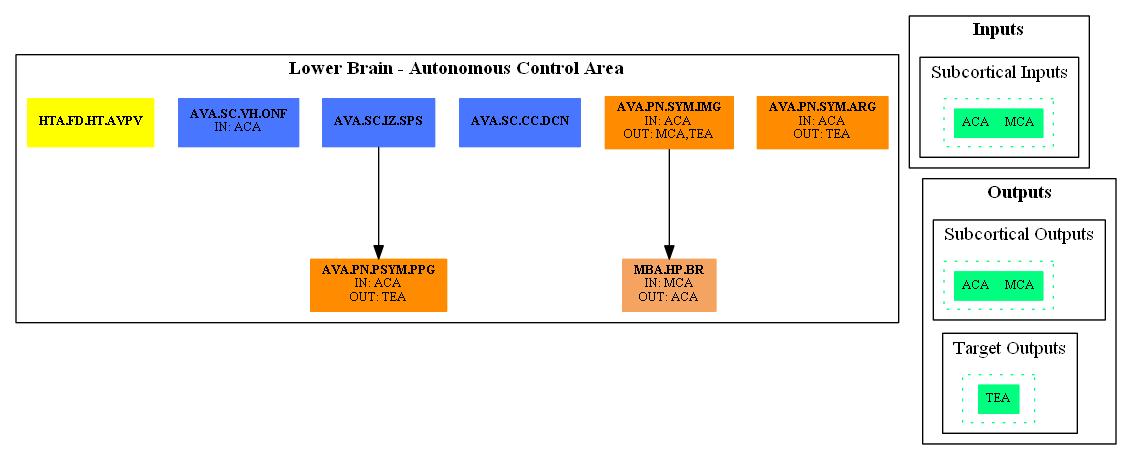 Lower Brain - Autonomous Control Area
HTA.FD.HT.AVPV
AVA.SC.VH.ONF
IN: ACA
AVA.SC.IZ.SPS
AVA.SC.CC.DCN
AVA.PN.SYM.IMG
IN: ACA
OUT: MCA,TEA
AVA.PN.SYM.ARG
IN: ACA
OUT: TEA
AVA.PN.PSYM.PPG
IN: ACA
OUT: TEA
MBA.HP.BR
IN: MCA
OUT: ACA
Inputs
Subcortical Inputs
ACA MCA
Outputs
Subcortical Outputs
ACA MCA
Target Outputs
TEA